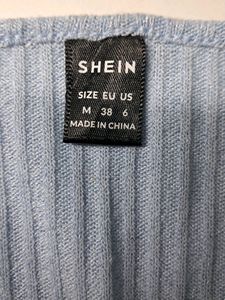 SHEIN
SIZE EU US
M 38 6
MADE IN CHINA